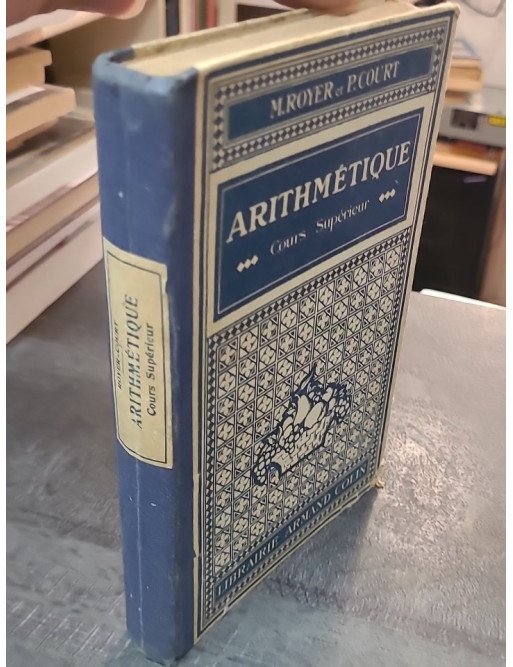 M. ROYER et P. COURT
ARITHMÉTIQUE
Cours Supérieur
LIBRAIRIE ARMAND COLIN
ROYER & COURT
ARITHMÉTIQUE
Cours Supérieur